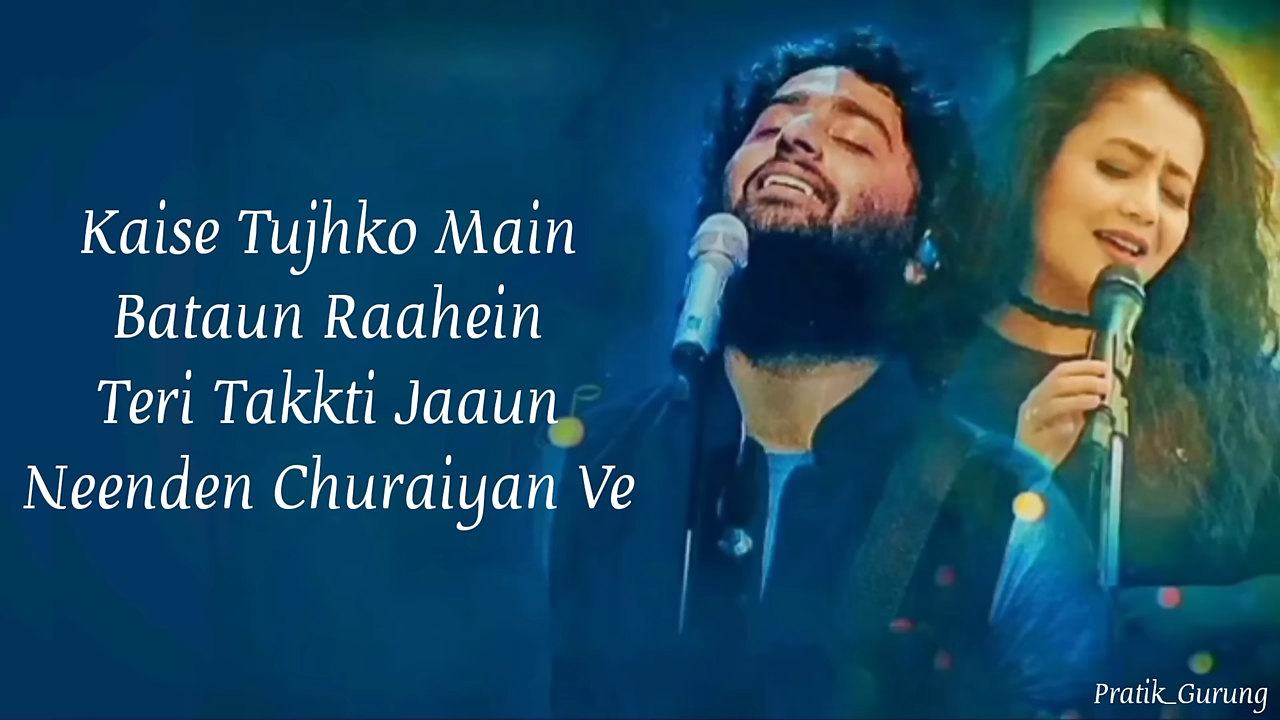 Kaise Tujhko Main
Bataun Raahein
Teri Takkti Jaaun
Neenden Churaiyan Ve
Pratik_Gurung